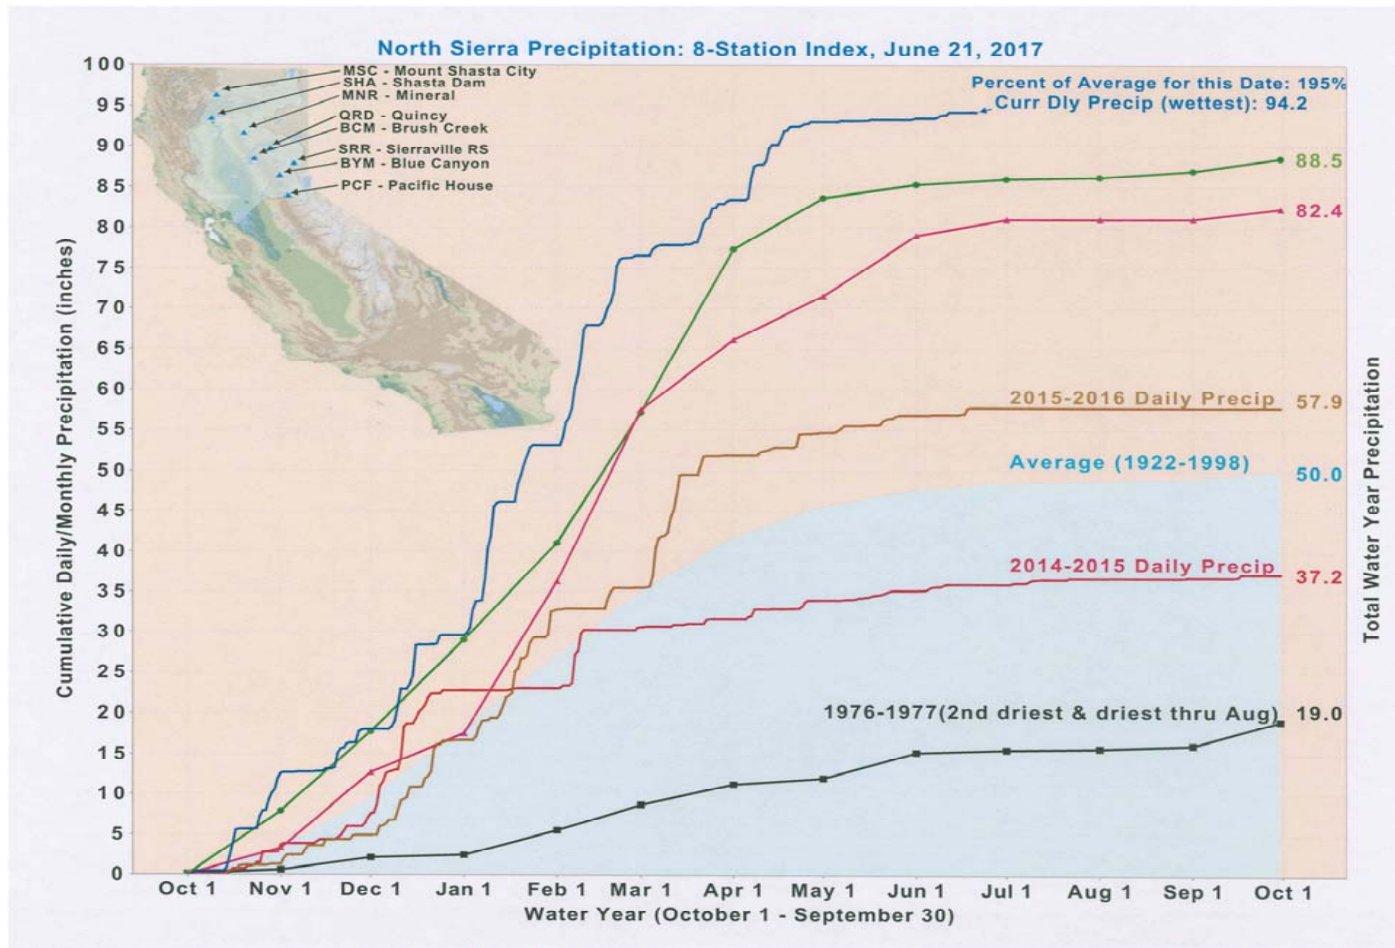 North Sierra Precipitation: 8-Station Index, June 21, 2017
Percent of Average for this Date: 195%
Curr Dly Precip (wettest): 94.2
MSC - Mount Shasta City
SHA - Shasta Dam
MNR - Mineral
QRD - Quincy
BCM - Brush Creek
SRR - Sierraville RS
BYM - Blue Canyon
PCF - Pacific House
Cumulative Daily/Monthly Precipitation (inches)
100
95
90
85
80
75
70
65
60
55
50
45
40
35
30
25
20
15
10
5
0
88.5
82.4
2015-2016 Daily Precip 57.9
Average (1922-1998) 50.0
2014-2015 Daily Precip 37.2
1976-1977(2nd driest & driest thru Aug) 19.0
Total Water Year Precipitation
Oct 1 Nov 1 Dec 1 Jan 1 Feb 1 Mar 1 Apr 1 May 1 Jun 1 Jul 1 Aug 1 Sep 1 Oct 1
Water Year (October 1 - September 30)